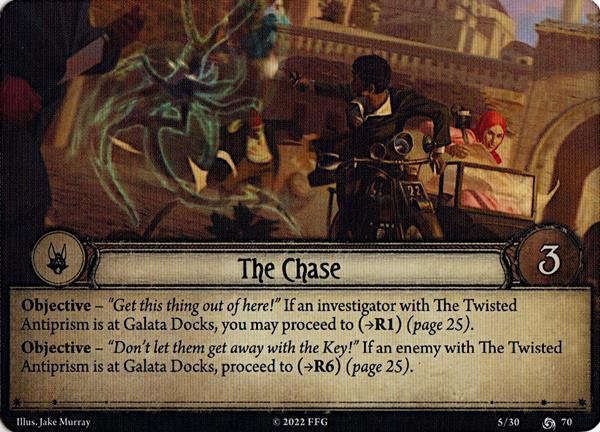 22
The Chase
3
Objective – "Get this thing out of here!" If an investigator with The Twisted
Antiprism is at Galata Docks, you may proceed to (→R1) (page 25).
Objective – "Don't let them get away with the Key!" If an enemy with The Twisted
Antiprism is at Galata Docks, proceed to (→R6) (page 25).
Illus. Jake Murray © 2022 FFG 5/30 70